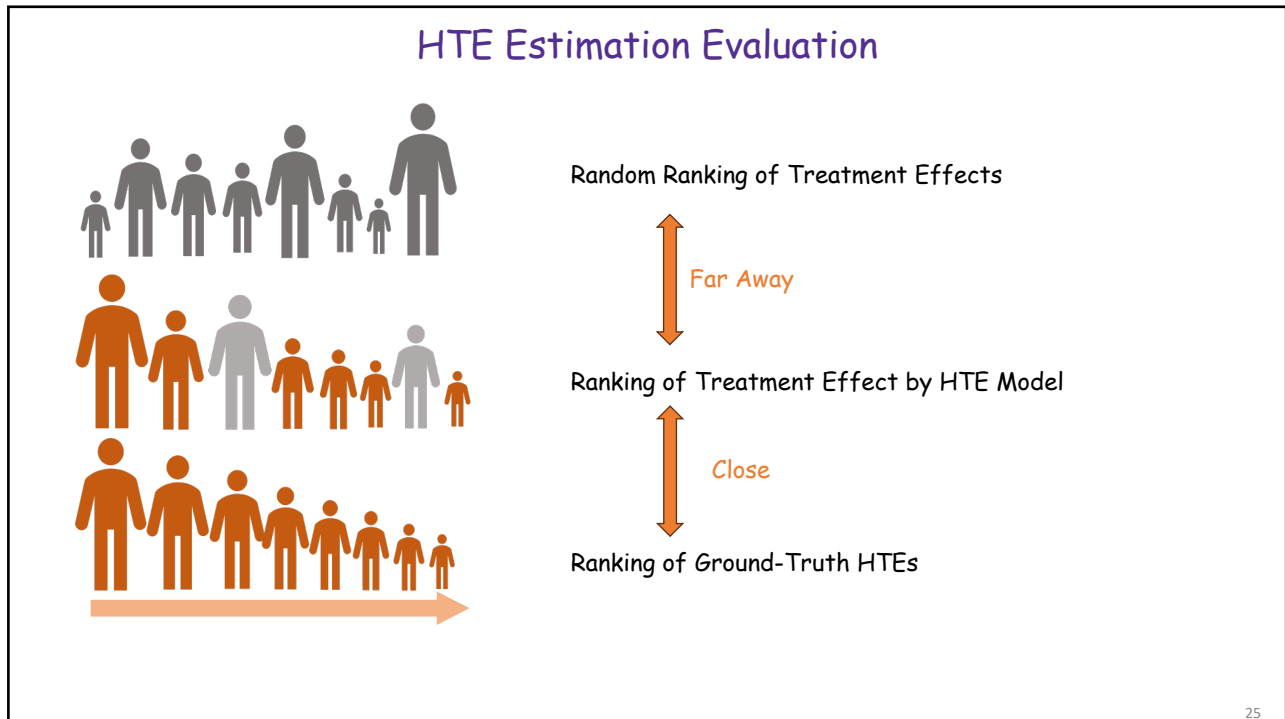 HTE Estimation Evaluation
Random Ranking of Treatment Effects
Far Away
Ranking of Treatment Effect by HTE Model
Close
Ranking of Ground-Truth HTEs
25